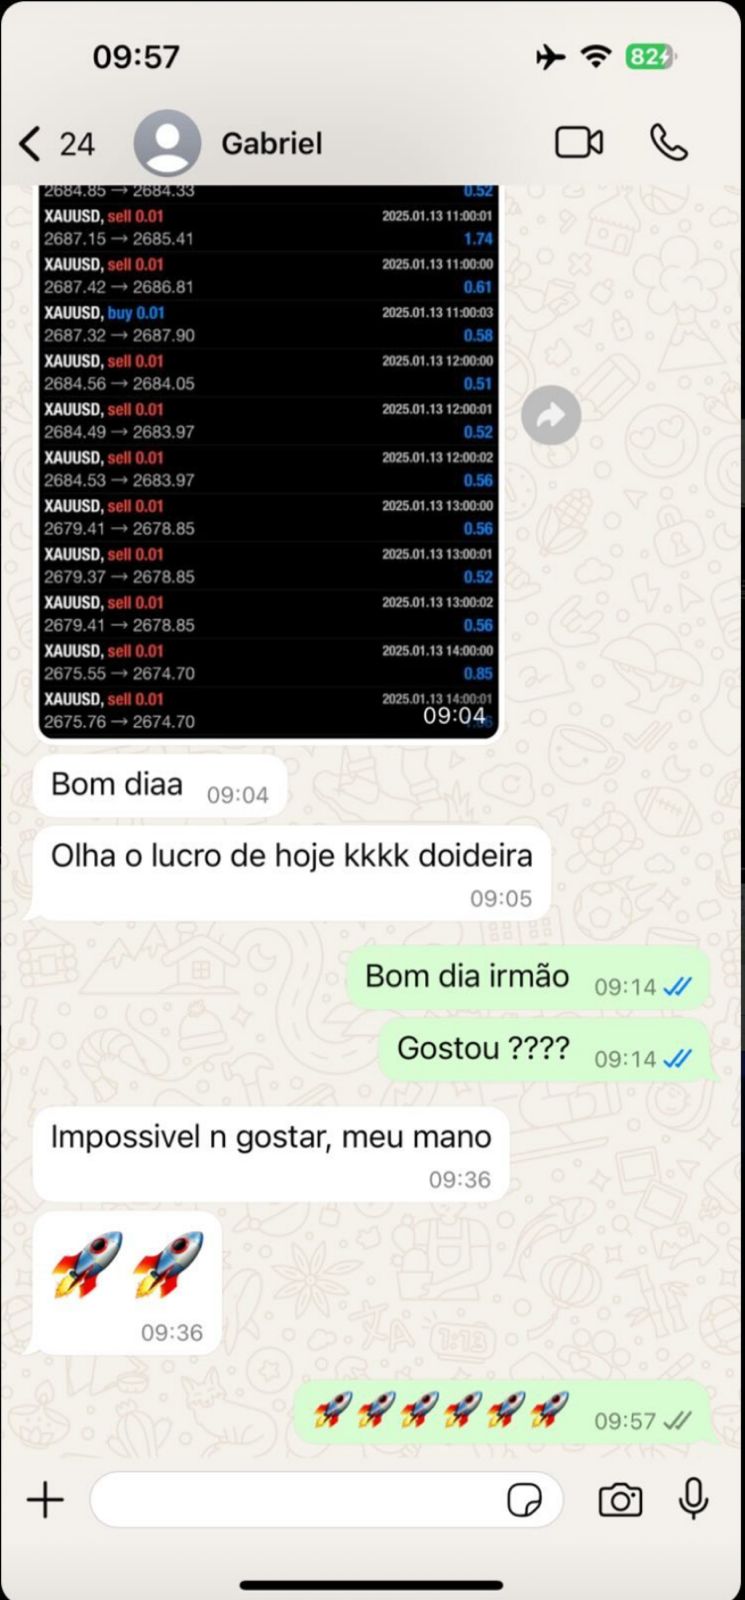 09:57
82
24
Gabriel
2684.85 → 2684.33 0.52
XAUUSD, sell 0.01 2025.01.13 11:00:01
2687.15 → 2685.41 1.74
XAUUSD, sell 0.01 2025.01.13 11:00:00
2687.42 → 2686.81 0.61
XAUUSD, buy 0.01 2025.01.13 11:00:03
2687.32 → 2687.90 0.58
XAUUSD, sell 0.01 2025.01.13 12:00:00
2684.56 → 2684.05 0.51
XAUUSD, sell 0.01 2025.01.13 12:00:01
2684.49 → 2683.97 0.52
XAUUSD, sell 0.01 2025.01.13 12:00:02
2684.53 → 2683.97 0.56
XAUUSD, sell 0.01 2025.01.13 13:00:00
2679.41 → 2678.85 0.56
XAUUSD, sell 0.01 2025.01.13 13:00:01
2679.37 → 2678.85 0.52
XAUUSD, sell 0.01 2025.01.13 13:00:02
2679.41 → 2678.85 0.56
XAUUSD, sell 0.01 2025.01.13 14:00:00
2675.55 → 2674.70 0.85
XAUUSD, sell 0.01 2025.01.13 14:00:01
2675.76 → 2674.70
09:04
Bom diaa 09:04
Olha o lucro de hoje kkkk doideira
09:05
Bom dia irmão 09:14
Gostou ???? 09:14
Impossivel n gostar, meu mano
09:36
🚀🚀
09:36
🚀🚀🚀🚀🚀🚀 09:57